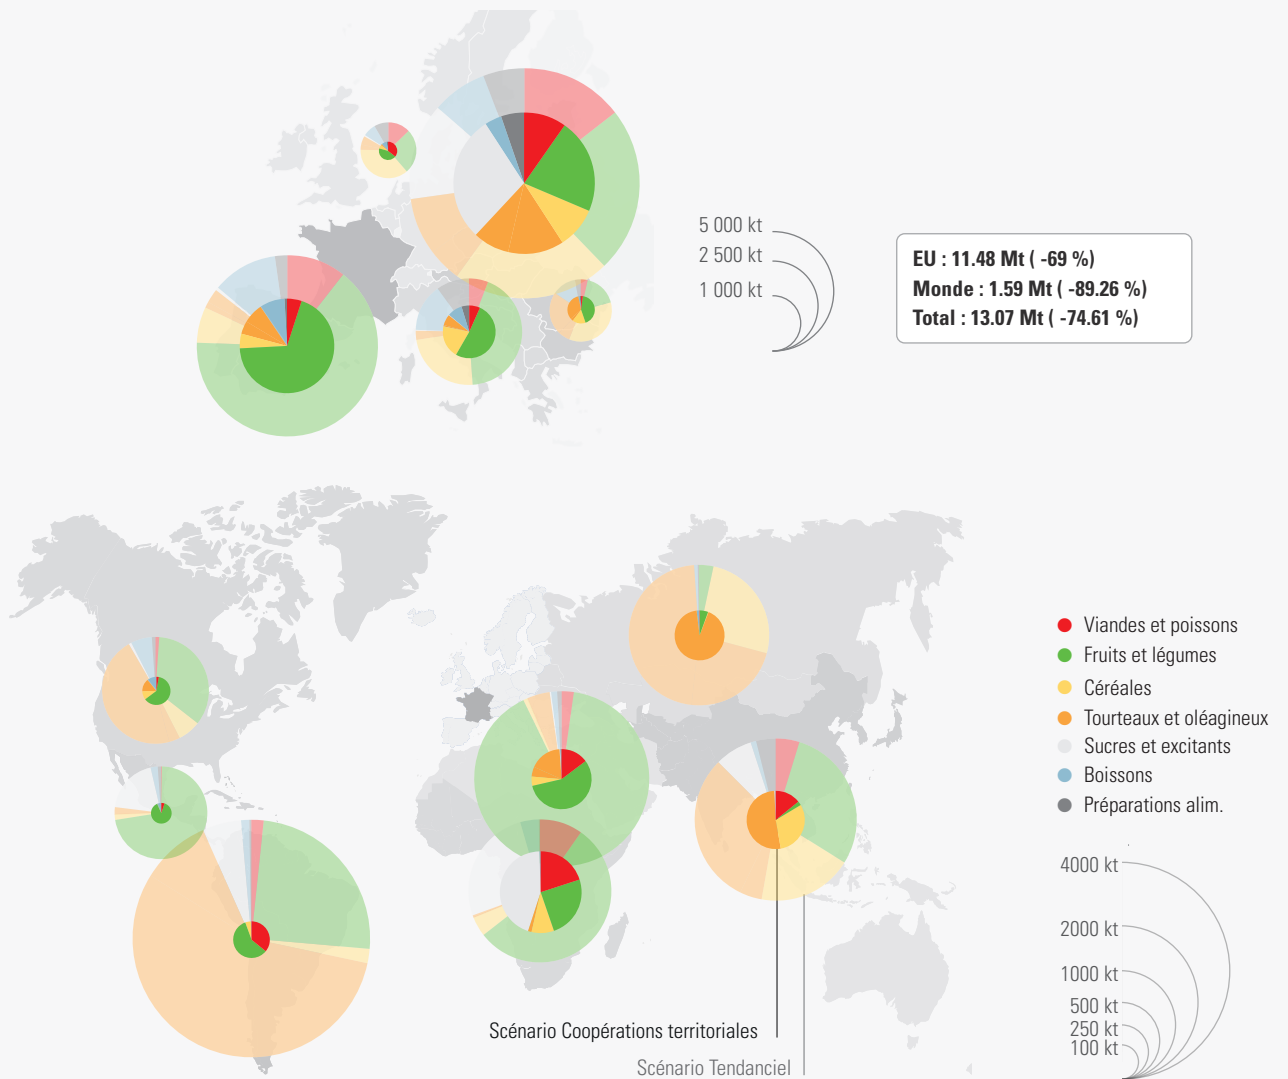 5 000 kt
2 500 kt
1 000 kt
EU : 11.48 Mt ( -69 %)
Monde : 1.59 Mt ( -89.26 %)
Total : 13.07 Mt ( -74.61 %)
Viandes et poissons
Fruits et légumes
Céréales
Tourteaux et oléagineux
Sucres et excitants
Boissons
Préparations alim.
4000 kt
2000 kt
1000 kt
500 kt
250 kt
100 kt
Scénario Coopérations territoriales
Scénario Tendanciel